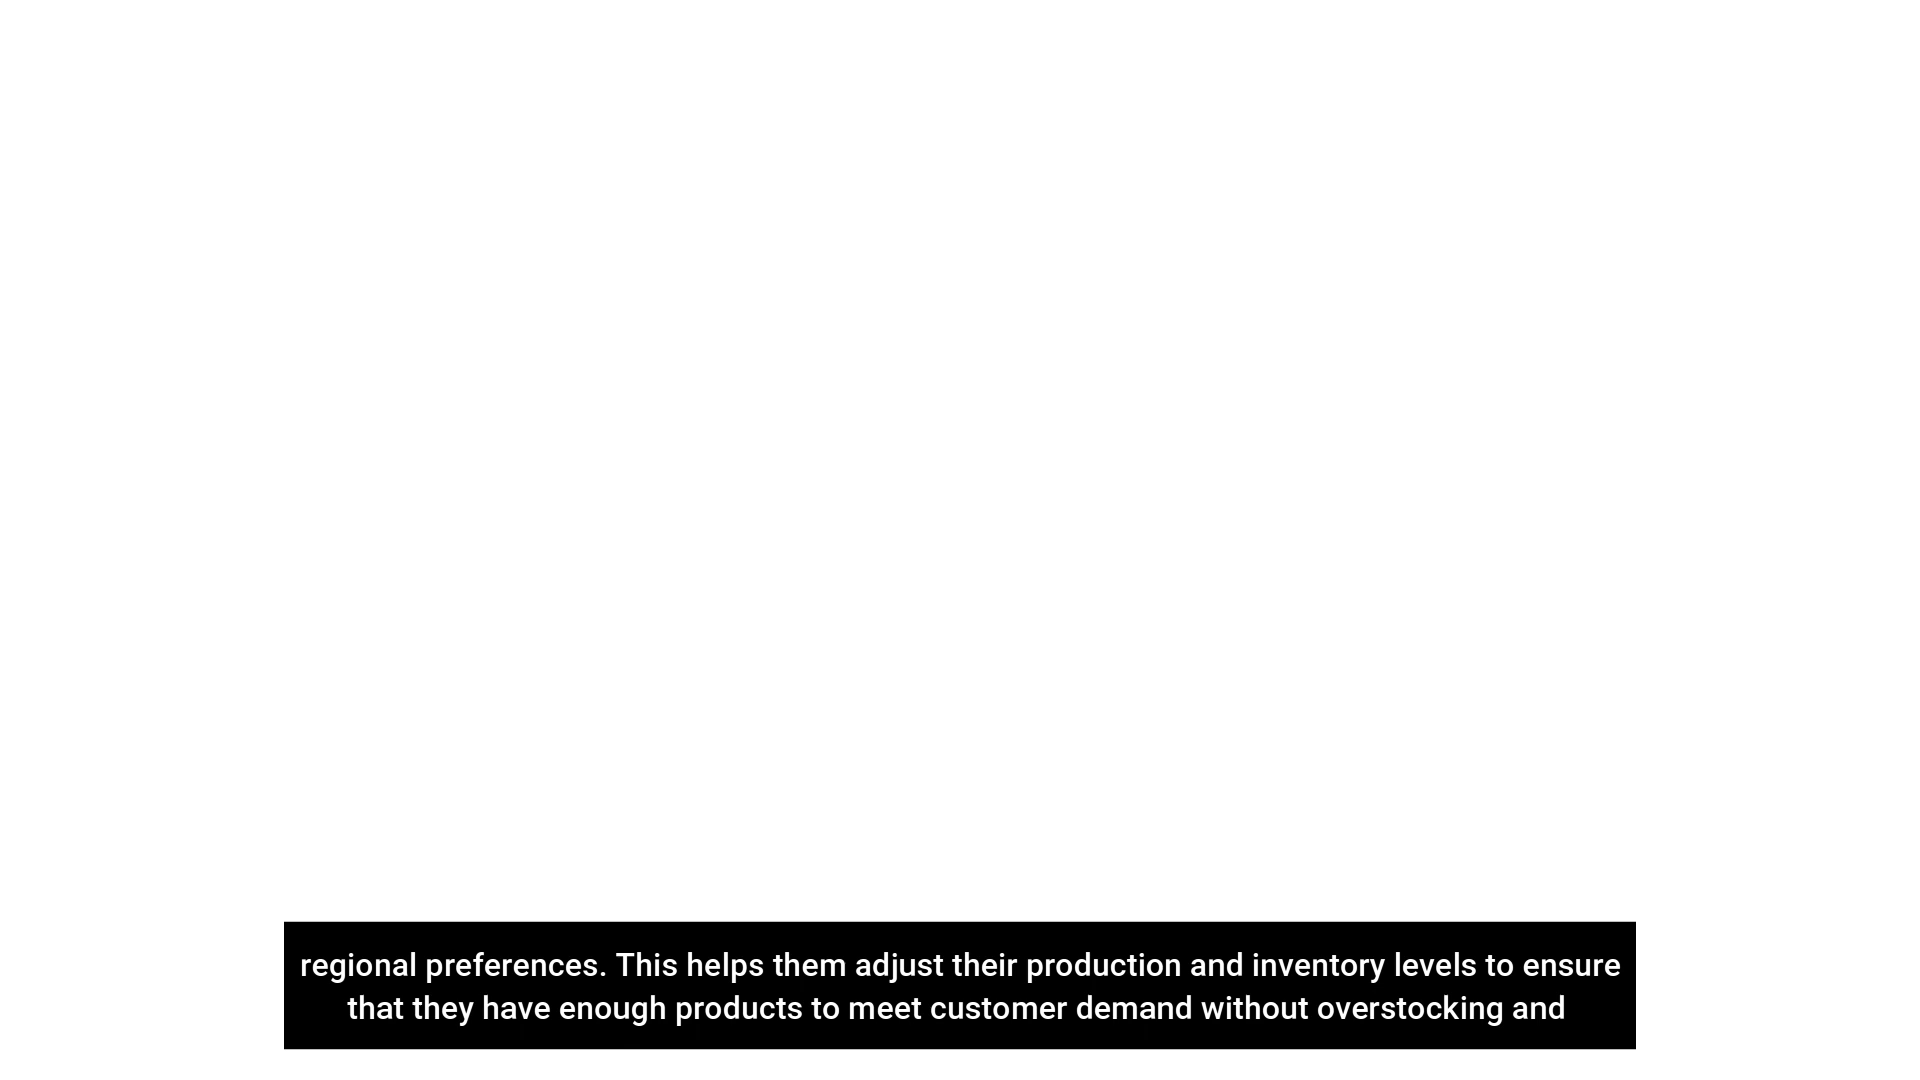 regional preferences. This helps them adjust their production and inventory levels to ensure
that they have enough products to meet customer demand without overstocking and